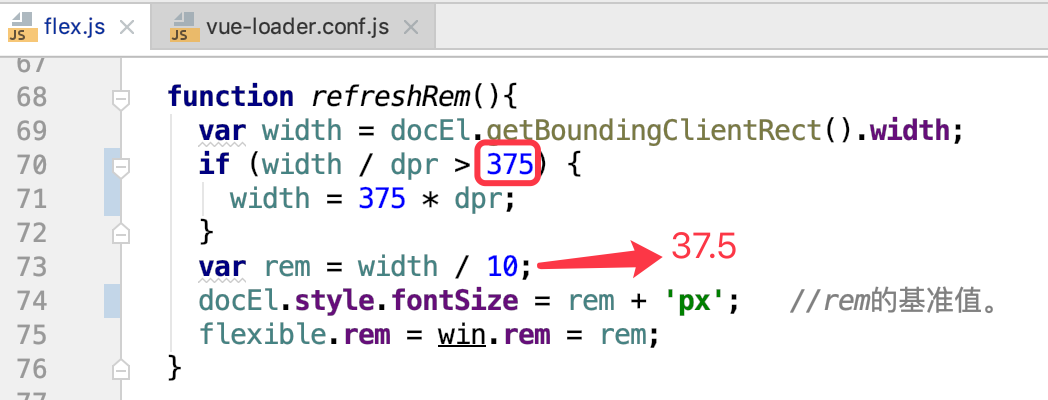 JS flex.js × JS vue-loader.conf.js ×
67
68 function refreshRem(){
69 var width = docEl.getBoundingClientRect().width;
70 if (width / dpr > 375) {
71 width = 375 * dpr;
72 }
73 var rem = width / 10; 37.5
74 docEl.style.fontSize = rem + 'px'; //rem的基准值。
75 flexible.rem = win.rem = rem;
76 }
77